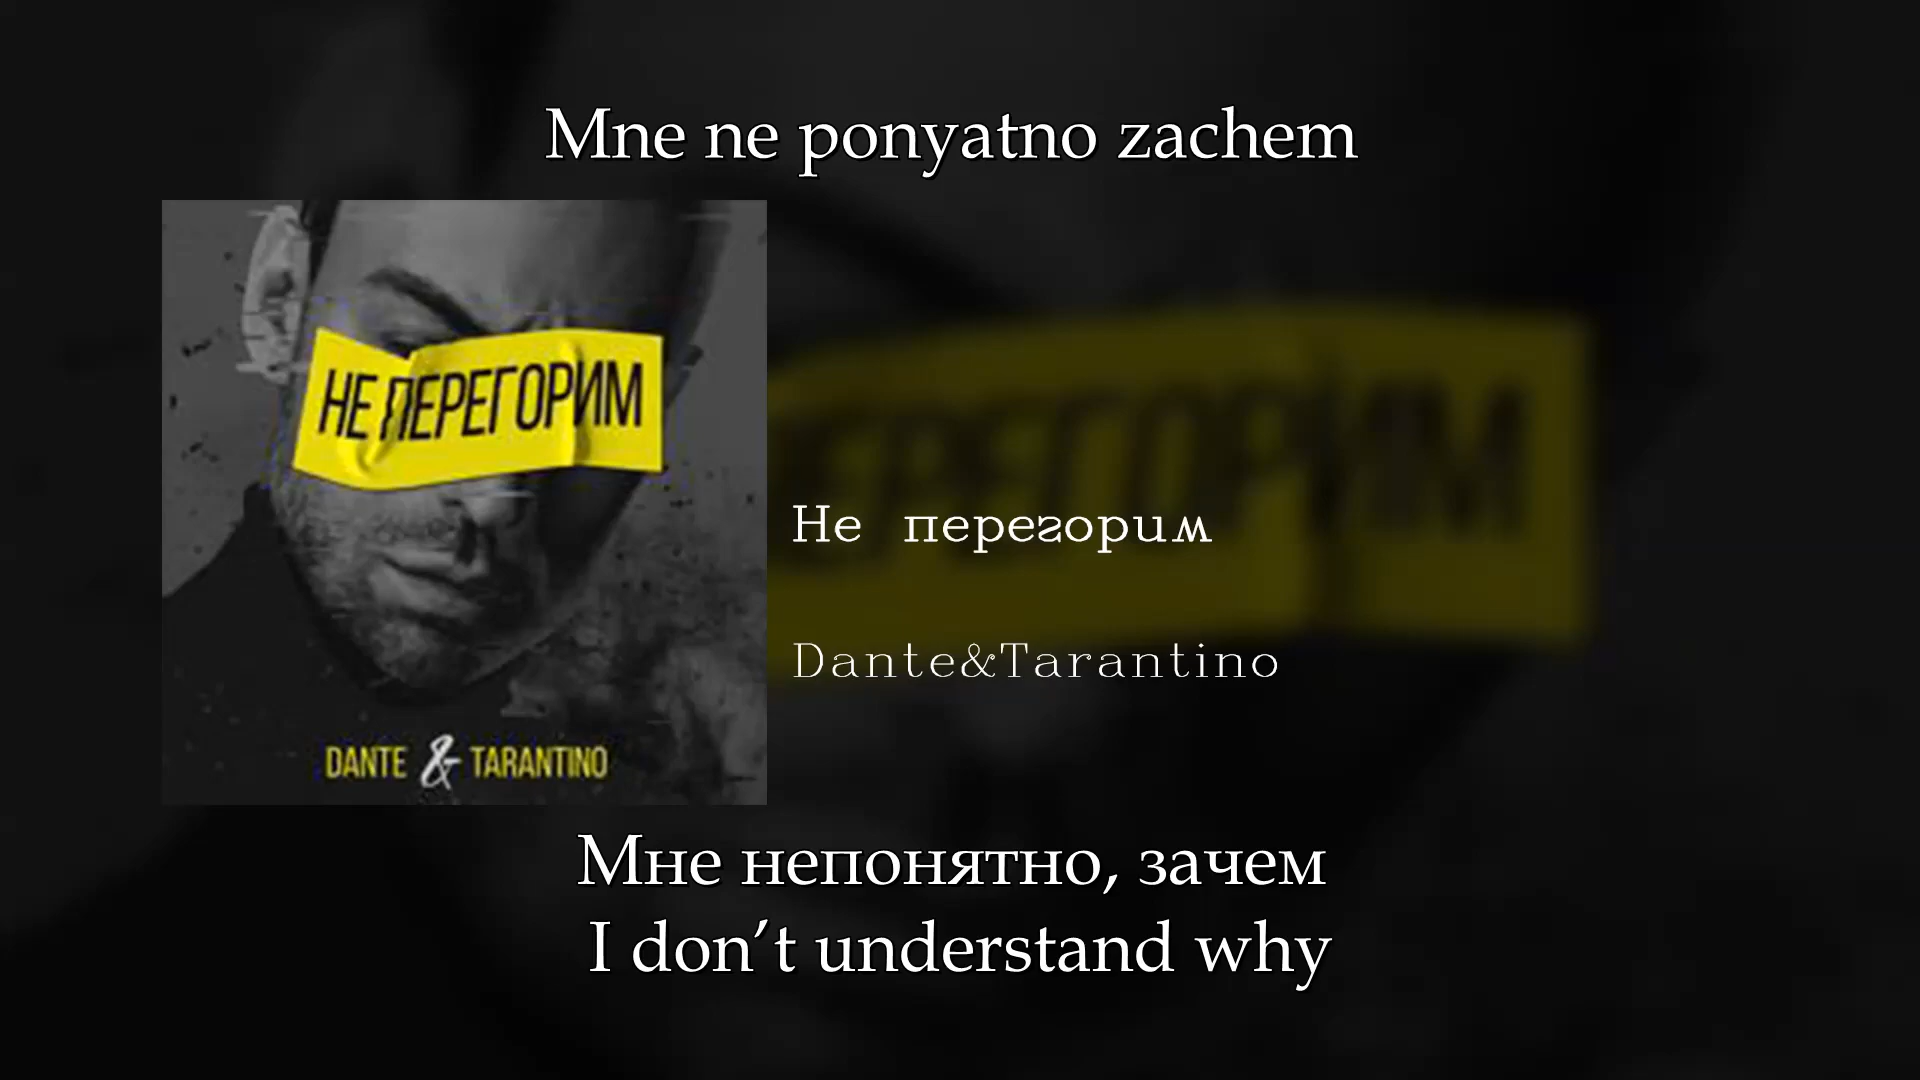 Mne ne ponyatno zachem
НЕ ПЕРЕГОРИМ
Не перегорим
Dante&Tarantino
DANTE & TARANTINO
Мне непонятно, зачем
I don’t understand why